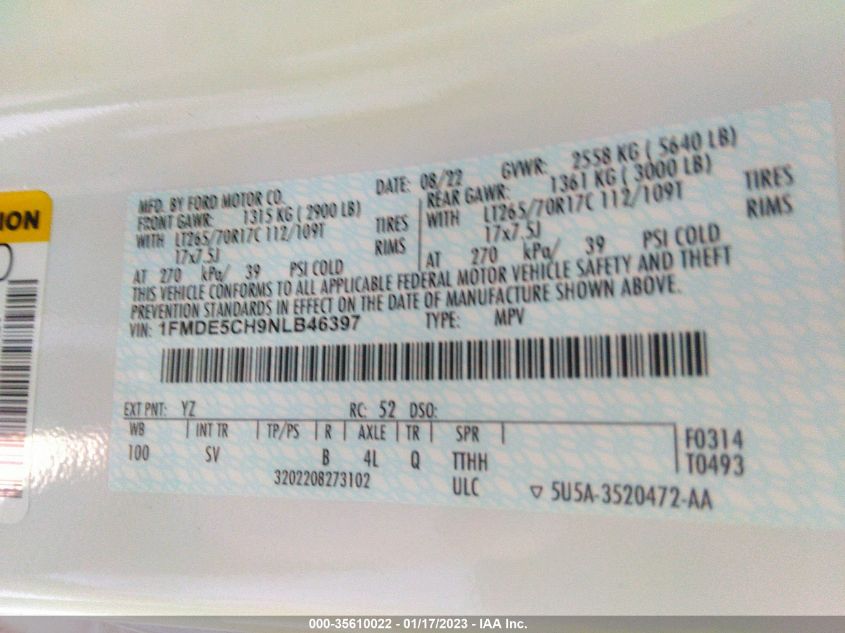 MFD. BY FORD MOTOR CO.
DATE: 08/22 GVWR: 2558 KG ( 5640 LB)
FRONT GAWR: 1315 KG ( 2900 LB)
REAR GAWR: 1361 KG ( 3000 LB)
WITH LT265/70R17C 112/109T TIRES
WITH LT265/70R17C 112/109T TIRES
17x7.5J RIMS
17x7.5J RIMS
AT 270 kPa/ 39 PSI COLD
AT 270 kPa/ 39 PSI COLD
THIS VEHICLE CONFORMS TO ALL APPLICABLE FEDERAL MOTOR VEHICLE SAFETY AND THEFT
PREVENTION STANDARDS IN EFFECT ON THE DATE OF MANUFACTURE SHOWN ABOVE.
VIN: 1FMDE5CH9NLB46397 TYPE: MPV
EXT PNT: YZ RC: 52 DSO:
WB INT TR TP/PS R AXLE TR SPR F0314
100 SV B 4L Q TTHH T0493
3202208273102 ULC 5U5A-3520472-AA
000-35610022 - 01/17/2023 - IAA Inc.